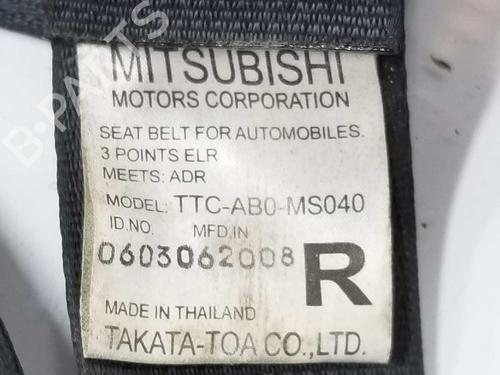 MITSUBISHI
MOTORS CORPORATION
SEAT BELT FOR AUTOMOBILES.
3 POINTS ELR
MEETS: ADR
MODEL: TTC-AB0-MS040
ID.NO. MFD.IN
0603062008 R
MADE IN THAILAND
TAKATA-TOA CO.,LTD.
B-PARTS